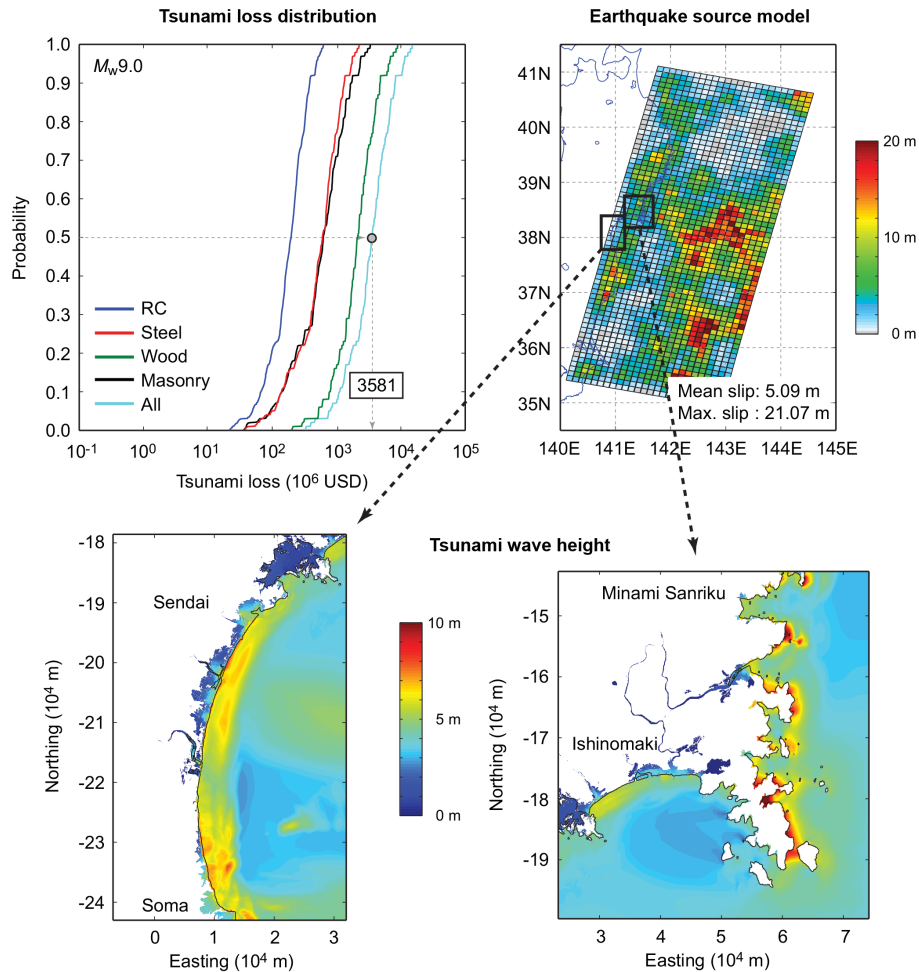 Tsunami loss distribution
Mw9.0
1.0
0.9
0.8
0.7
0.6
0.5
0.4
0.3
0.2
0.1
0.0
Probability
RC
Steel
Wood
Masonry
All
3581
10-1 100 101 102 103 104 105
Tsunami loss (106 USD)
Earthquake source model
41N
40N
39N
38N
37N
36N
35N
140E 141E 142E 143E 144E 145E
Mean slip: 5.09 m
Max. slip : 21.07 m
20 m
10 m
0 m
Tsunami wave height
-18
-19
-20
-21
-22
-23
-24
Northing (104 m)
Sendai
Soma
0 1 2 3
Easting (104 m)
10 m
5 m
0 m
-15
-16
-17
-18
-19
Northing (104 m)
Minami Sanriku
Ishinomaki
3 4 5 6 7
Easting (104 m)